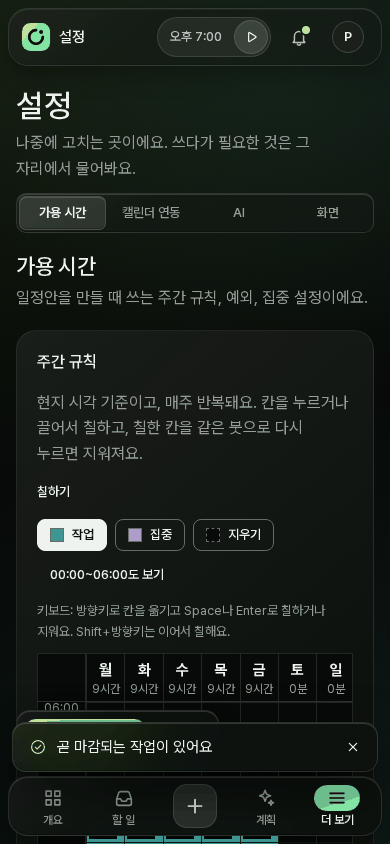 설정
오후 7:00
P
설정
나중에 고치는 곳이에요. 쓰다가 필요한 것은 그
자리에서 물어봐요.
가용 시간
캘린더 연동
AI
화면
가용 시간
일정안을 만들 때 쓰는 주간 규칙, 예외, 집중 설정이에요.
주간 규칙
현지 시각 기준이고, 매주 반복돼요. 칸을 누르거나
끌어서 칠하고, 칠한 칸을 같은 붓으로 다시
누르면 지워져요.
칠하기
작업
집중
지우기
00:00~06:00도 보기
키보드: 방향키로 칸을 옮기고 Space나 Enter로 칠하거나
지워요. Shift+방향키는 이어서 칠해요.
월 화 수 목 금 토 일
9시간 9시간 9시간 9시간 9시간 0분 0분
06:00
곧 마감되는 작업이 있어요
개요
할 일
계획
더 보기